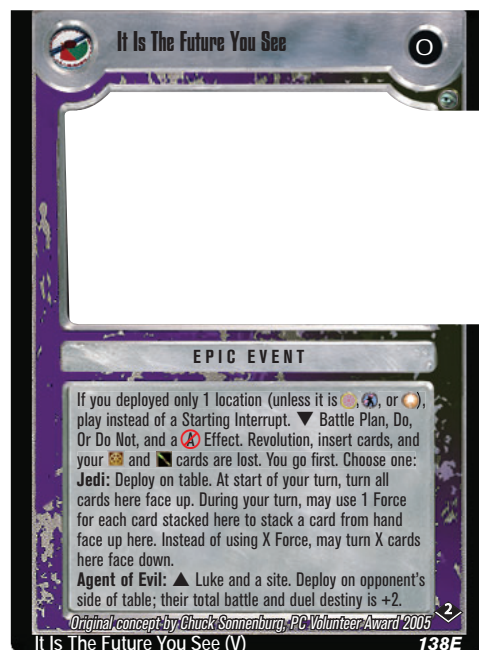 It Is The Future You See
O
EPIC EVENT
If you deployed only 1 location (unless it is , , or ),
play instead of a Starting Interrupt. ▼ Battle Plan, Do,
Or Do Not, and a Effect. Revolution, insert cards, and
your and cards are lost. You go first. Choose one:
Jedi: Deploy on table. At start of your turn, turn all
cards here face up. During your turn, may use 1 Force
for each card stacked here to stack a card from hand
face up here. Instead of using X Force, may turn X cards
here face down.
Agent of Evil: ▲ Luke and a site. Deploy on opponent's
side of table; their total battle and duel destiny is +2.
2
Original concept by Chuck Sonnenburg, PC Volunteer Award 2005
It Is The Future You See (V) 138E